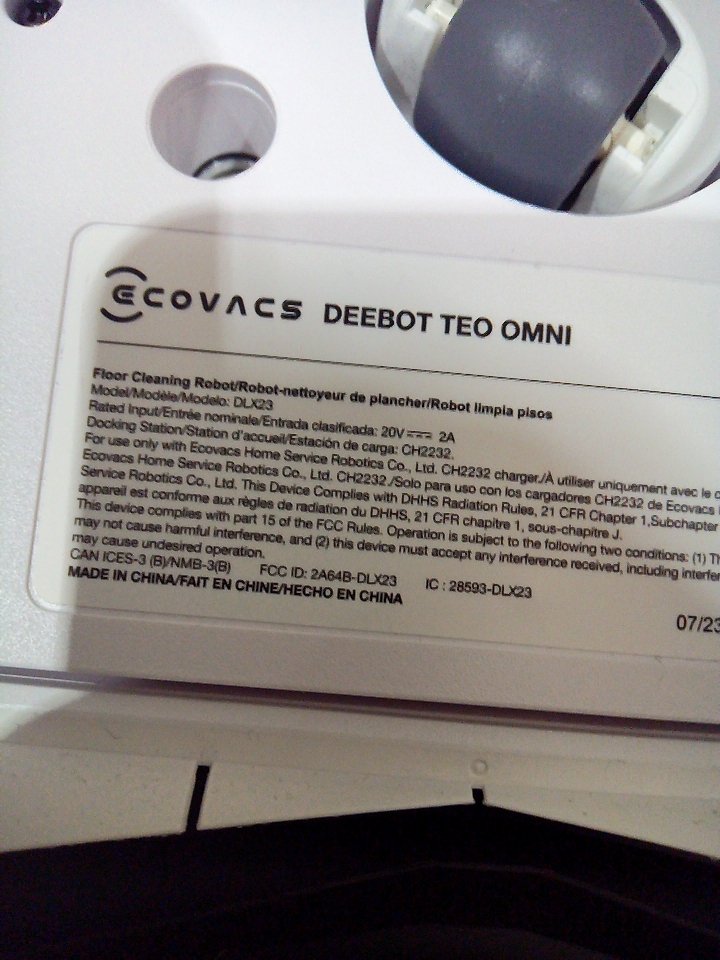 ECOVACS DEEBOT TEO OMNI
Floor Cleaning Robot/Robot-nettoyeur de plancher/Robot limpia pisos
Model/Modèle/Modelo: DLX23
Rated Input/Entrée nominale/Entrada clasificada: 20V⎓ 2A
Docking Station/Station d'accueil/Estación de carga: CH2232.
For use only with Ecovacs Home Service Robotics Co., Ltd. CH2232 charger./À utiliser uniquement avec le
Ecovacs Home Service Robotics Co., Ltd. CH2232./Solo para uso con los cargadores CH2232 de Ecovacs
Service Robotics Co., Ltd. This Device Complies with DHHS Radiation Rules, 21 CFR Chapter 1,Subchapter
appareil est conforme aux règles de radiation du DHHS, 21 CFR chapitre 1, sous-chapitre J.
This device complies with part 15 of the FCC Rules. Operation is subject to the following two conditions: (1)
may not cause harmful interference, and (2) this device must accept any interference received, including
may cause undesired operation.
CAN ICES-3 (B)/NMB-3(B) FCC ID: 2A64B-DLX23 IC : 28593-DLX23
MADE IN CHINA/FAIT EN CHINE/HECHO EN CHINA
07/23